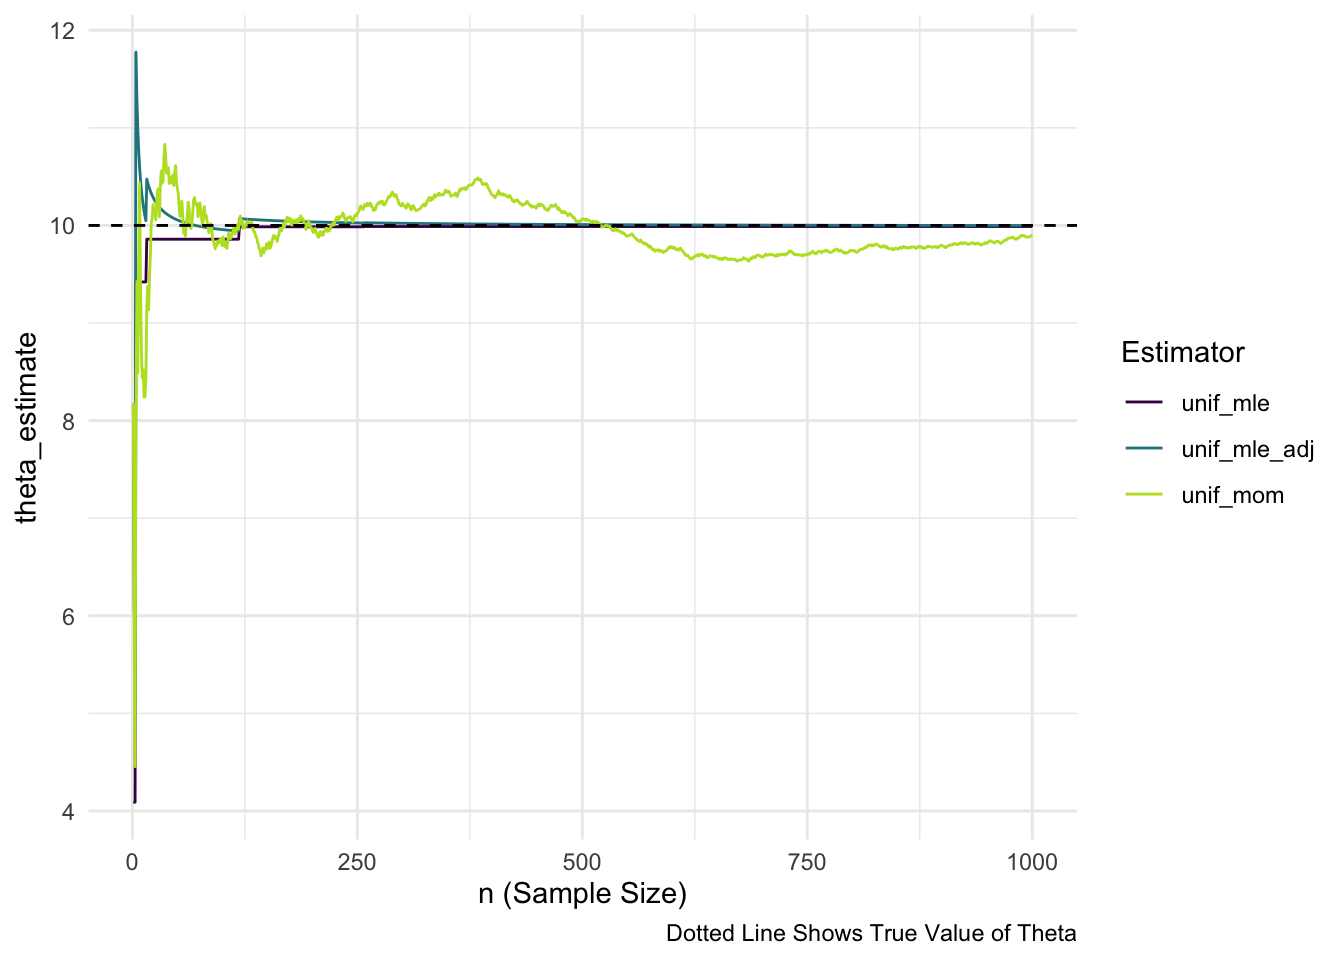 12
10
8
6
4
theta_estimate
0
250
500
750
1000
n (Sample Size)
Dotted Line Shows True Value of Theta
Estimator
unif_mle
unif_mle_adj
unif_mom